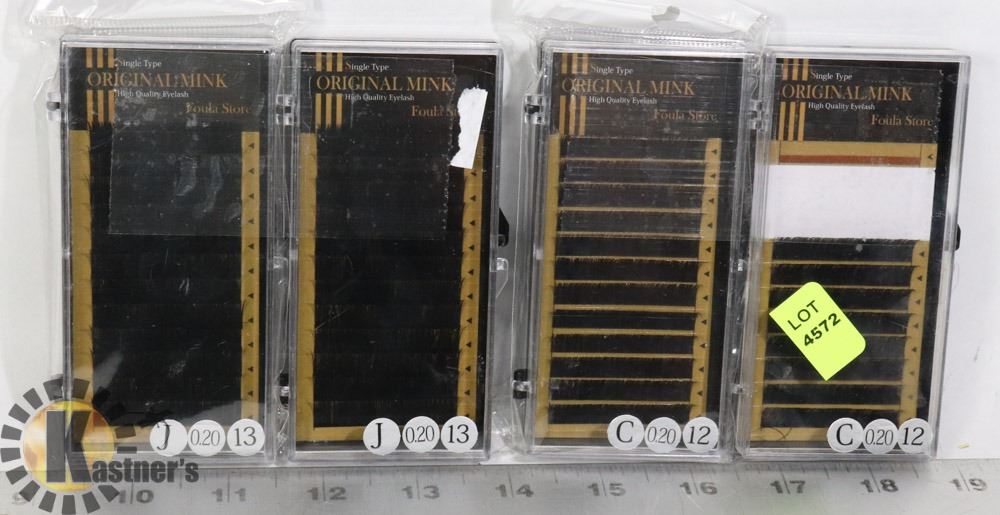 Single Type
ORIGINAL MINK
High Quality Eyelash
Foula Store
J 0.20 13
Single Type
ORIGINAL MINK
High Quality Eyelash
Foula
J 0.20 13
Single Type
ORIGINAL MINK
High Quality Eyelash
Foula Store
C 0.20 12
Single Type
ORIGINAL MINK
High Quality Eyelash
Foula Store
LOT
4572
C 0.20 12
Kastner's
9 10 11 12 13 14 15 16 17 18 19